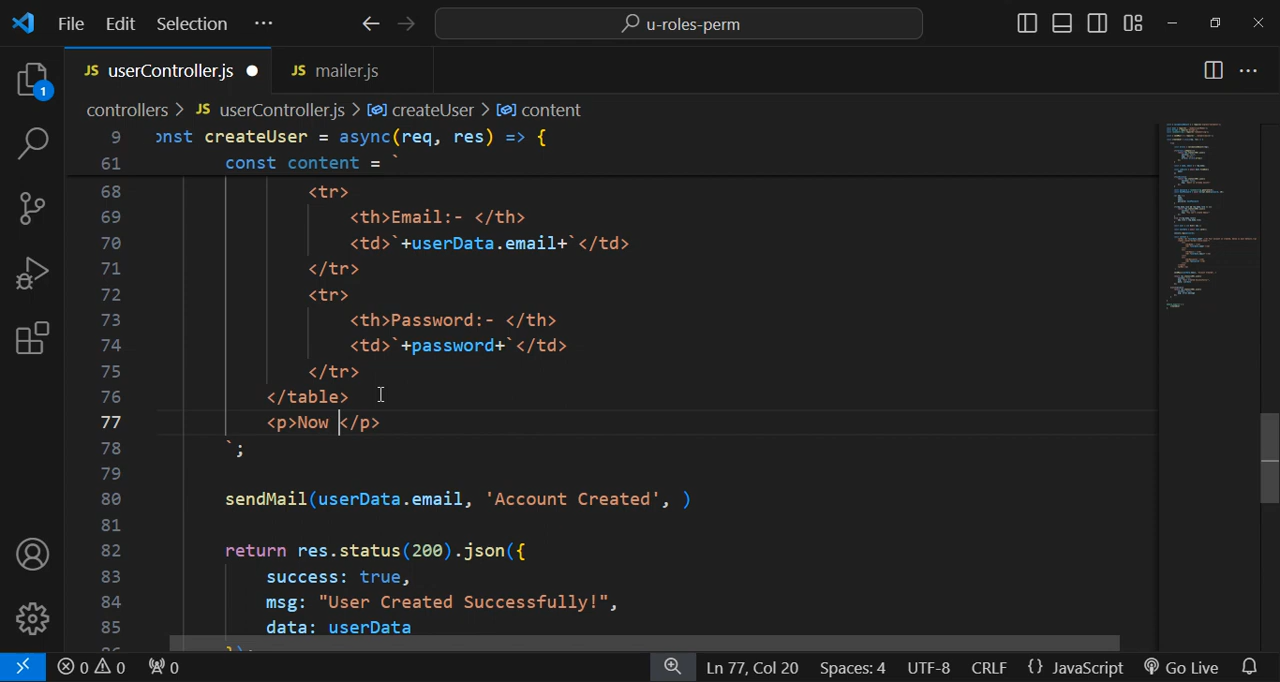 File Edit Selection ··· u-roles-perm
JS userController.js JS mailer.js
controllers > JS userController.js > createUser > content
1
9 onst createUser = async(req, res) => {
61 const content = `
68 <tr>
69 <th>Email:- </th>
70 <td>`+userData.email+`</td>
71 </tr>
72 <tr>
73 <th>Password:- </th>
74 <td>`+password+`</td>
75 </tr>
76 </table>
77 <p>Now </p>
78 `;
79
80 sendMail(userData.email, 'Account Created', )
81
82 return res.status(200).json({
83 success: true,
84 msg: "User Created Successfully!",
85 data: userData
0 0 0 Ln 77, Col 20 Spaces: 4 UTF-8 CRLF {} JavaScript Go Live